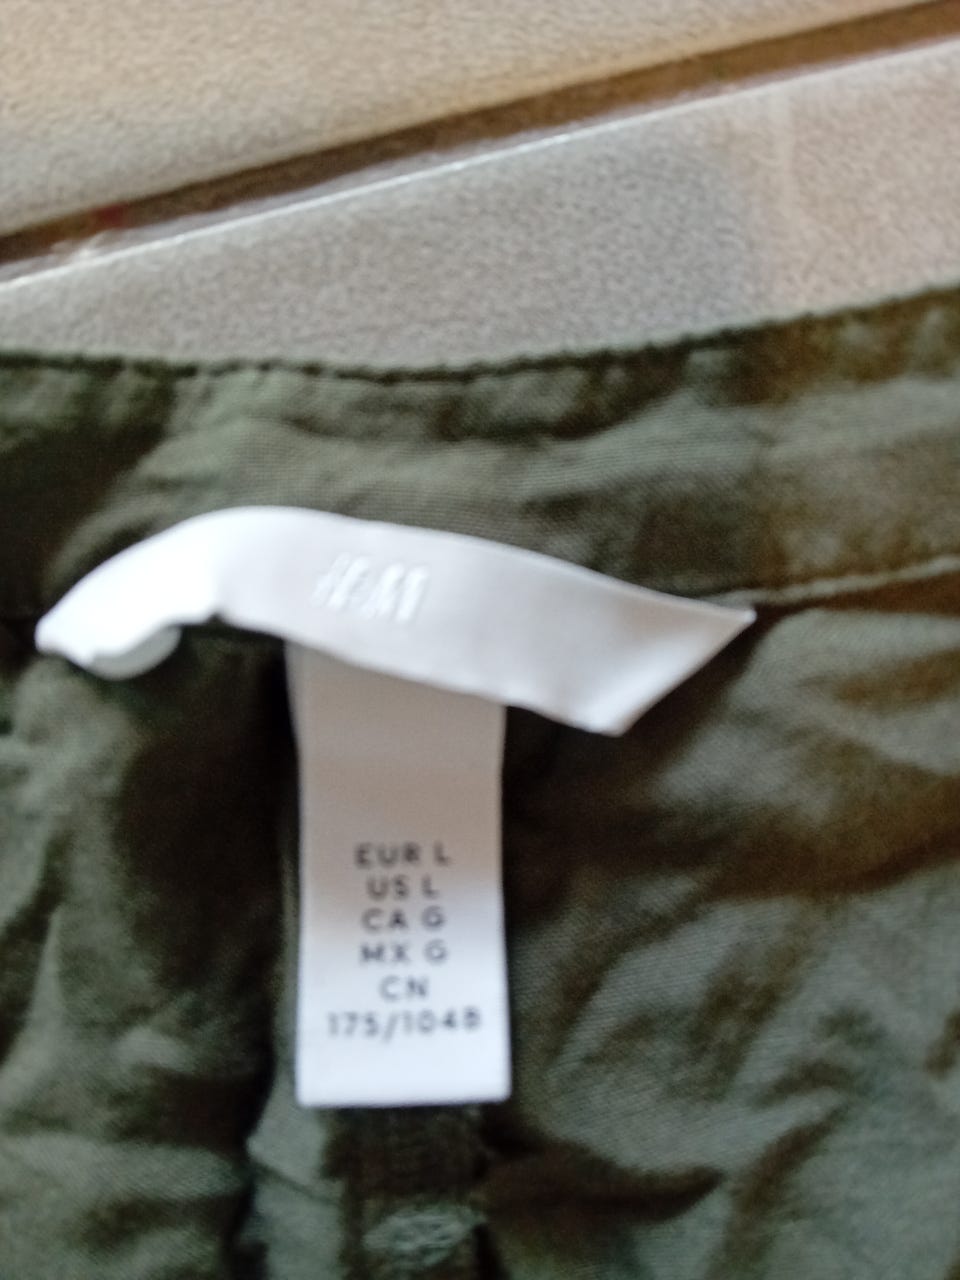 H&M
EUR L
US L
CA G
MX G
CN
175/104B